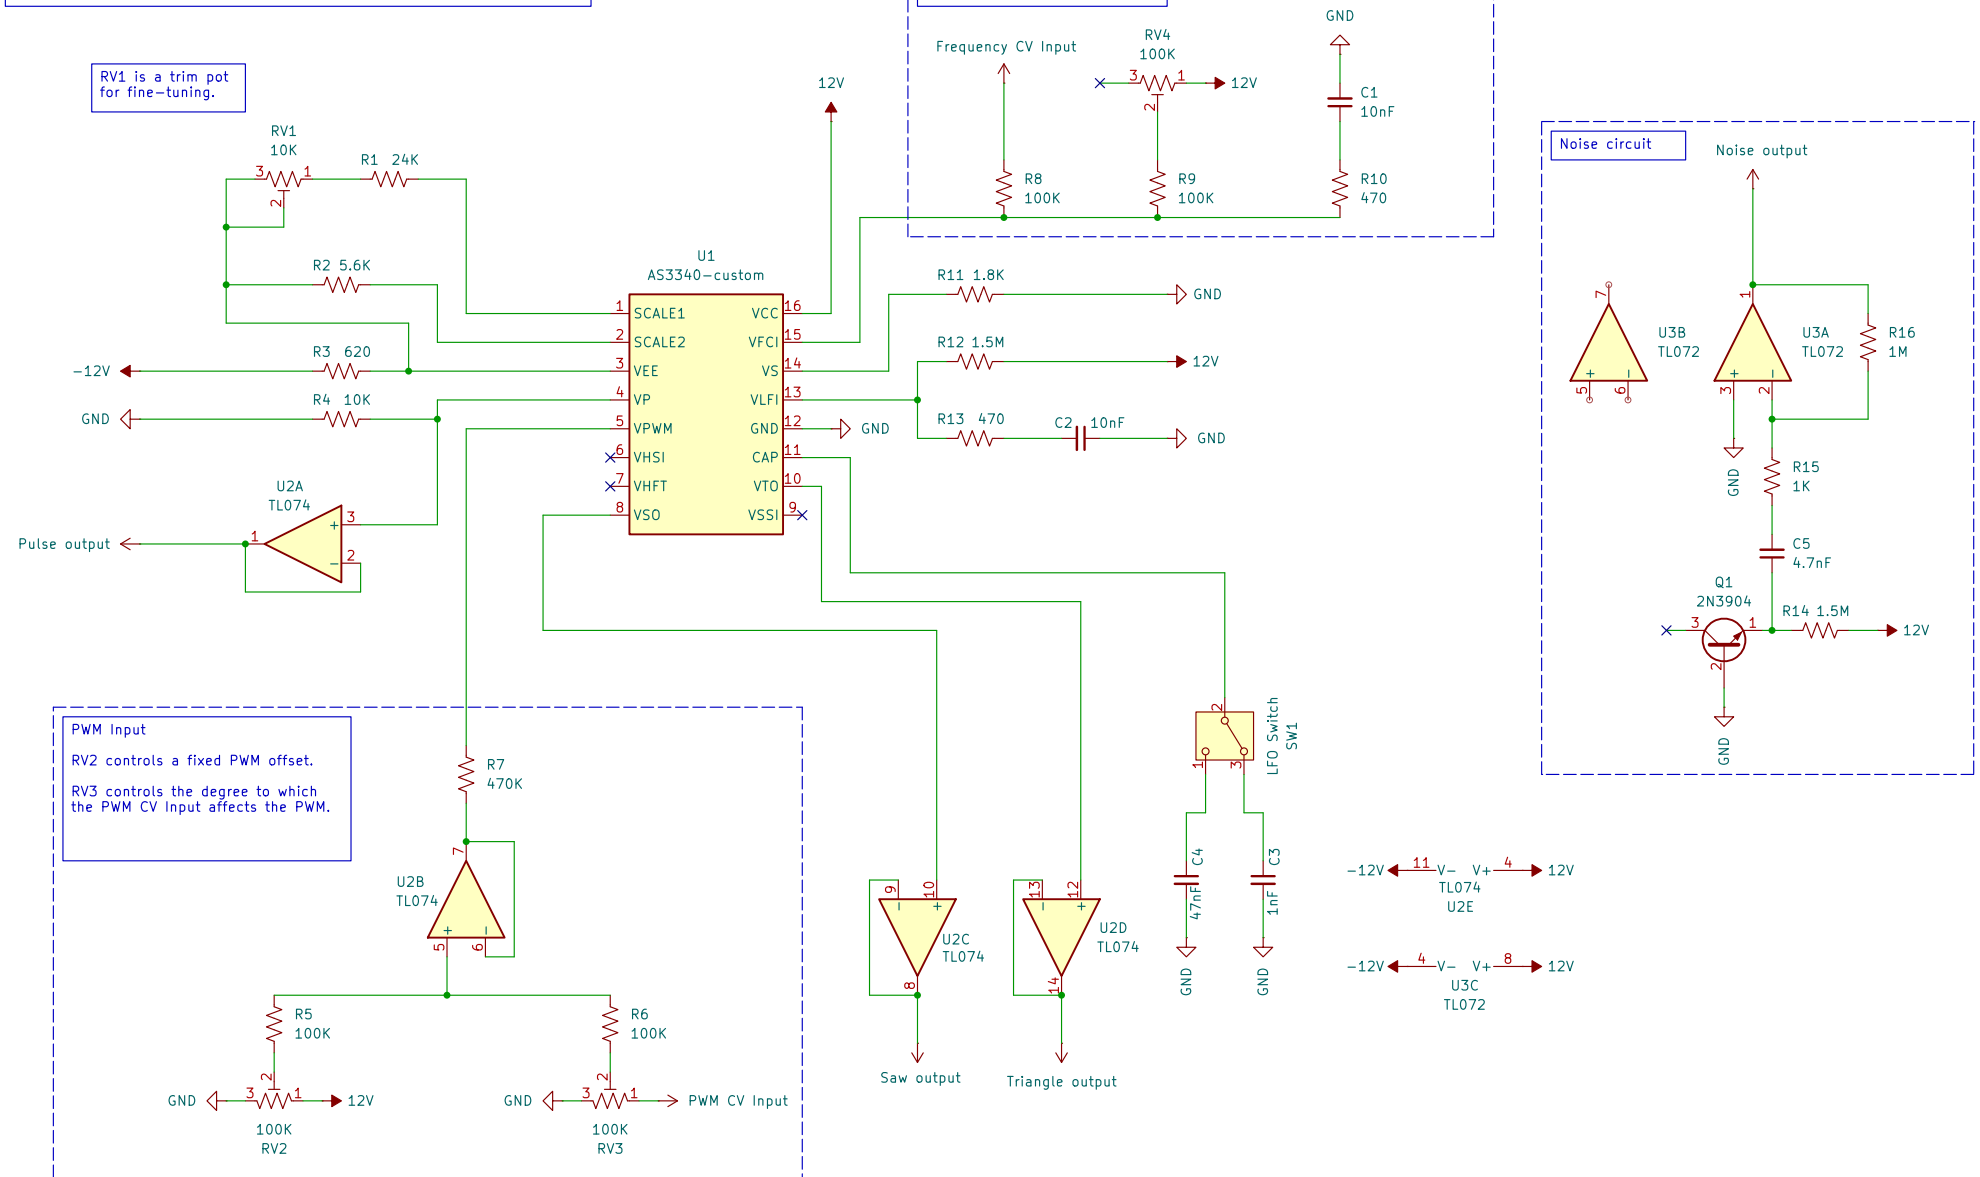 RV1 is a trim pot
for fine-tuning.
RV1
10K
3
1
2
R1 24K
R2 5.6K
-12V
R3 620
GND
R4 10K
12V
U1
AS3340-custom
1 SCALE1
2 SCALE2
3 VEE
4 VP
5 VPWM
6 VHSI
7 VHFT
8 VSO
VCC 16
VFCI 15
VS 14
VLFI 13
GND 12
CAP 11
VTO 10
VSSI 9
GND
U2A
TL074
+ 3
- 2
1
Pulse output
Frequency CV Input
R8
100K
RV4
100K
3
1
2
12V
R9
100K
GND
C1
10nF
R10
470
R11 1.8K
GND
R12 1.5M
12V
R13 470
C2 10nF
GND
Noise circuit
Noise output
7
U3B
TL072
+ -
5 6
1
U3A
TL072
+ -
3 2
R16
1M
GND
R15
1K
C5
4.7nF
Q1
2N3904
3
1
2
R14 1.5M
12V
GND
PWM Input
RV2 controls a fixed PWM offset.
RV3 controls the degree to which
the PWM CV Input affects the PWM.
R7
470K
7
U2B
TL074
+ -
5 6
R5
100K
R6
100K
GND
3
2
1
12V
100K
RV2
GND
3
2
1
PWM CV Input
100K
RV3
9 10
- +
U2C
TL074
8
Saw output
13 12
- +
U2D
TL074
14
Triangle output
2
1
3
LFO Switch
SW1
C4
47nF
GND
C3
1nF
GND
-12V 11 V- V+ 4 12V
TL074
U2E
-12V 4 V- V+ 8 12V
U3C
TL072